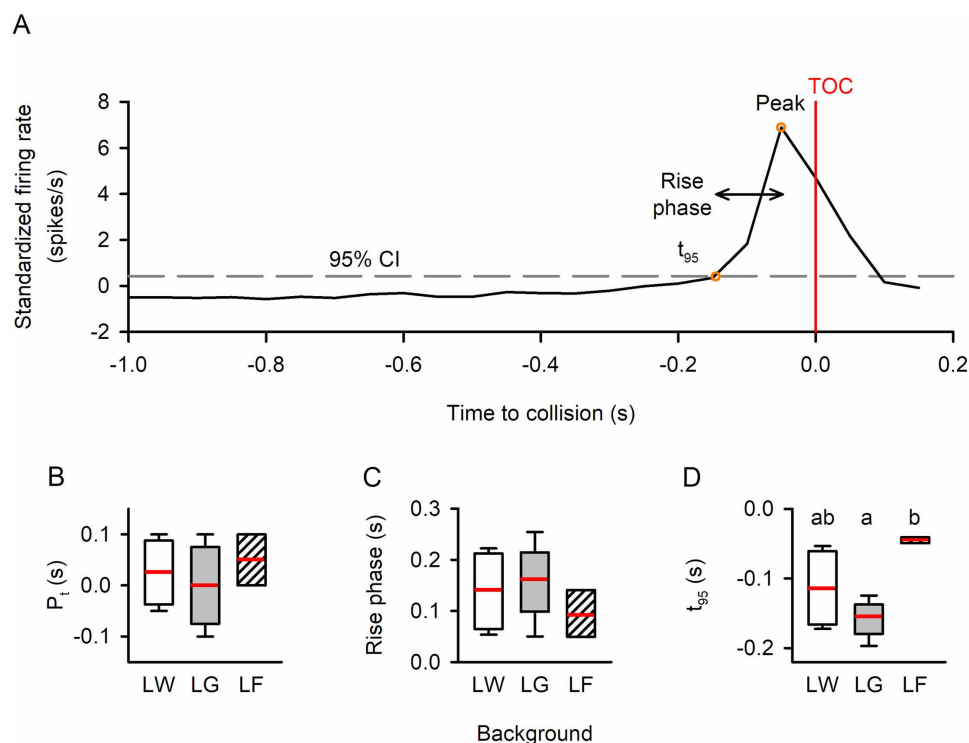 A
Standardized firing rate
(spikes/s)
8
6
4
2
0
-2
TOC
Peak
Rise
phase
t95
95% CI
-1.0 -0.8 -0.6 -0.4 -0.2 0.0 0.2
Time to collision (s)
B
Pt (s)
0.1
0.0
-0.1
LW LG LF
C
Rise phase (s)
0.3
0.2
0.1
0.0
LW LG LF
D
t95 (s)
0.0
-0.1
-0.2
ab a b
LW LG LF
Background